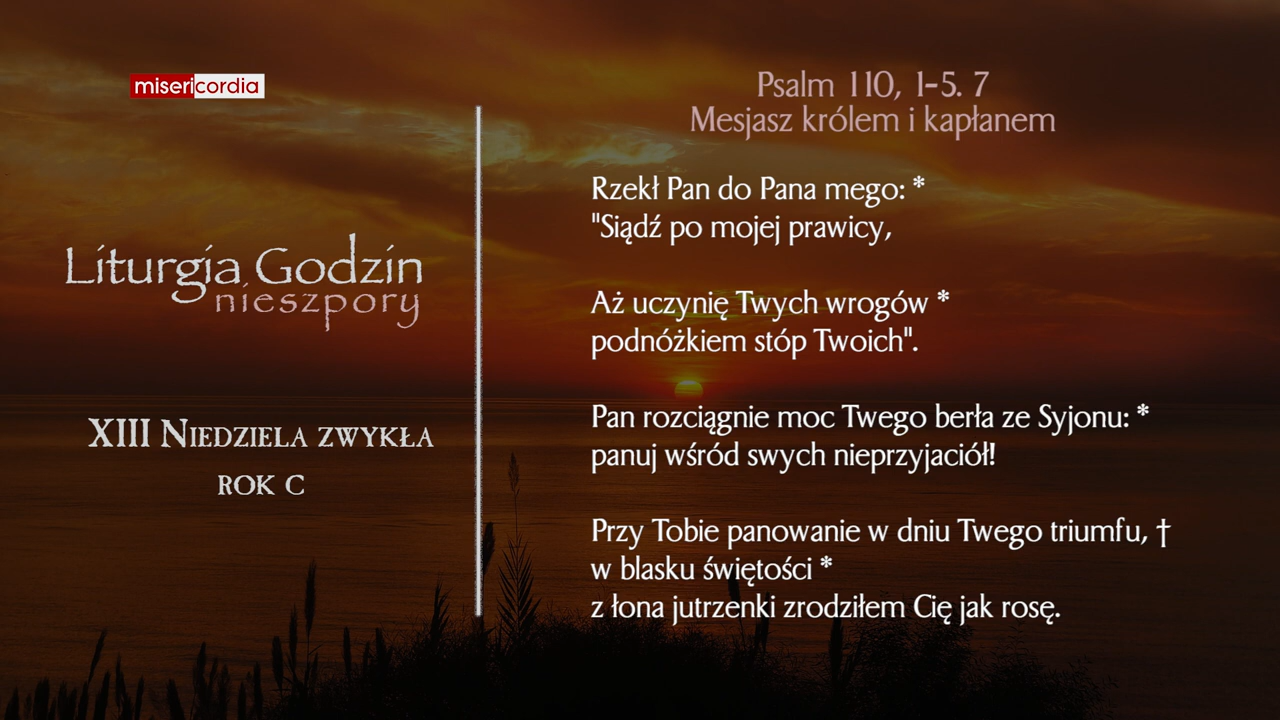 misericordia
Liturgia Godzin
nieszpory
XIII Niedziela zwykła
rok C
Psalm 110, 1-5. 7
Mesjasz królem i kapłanem
Rzekł Pan do Pana mego: *
"Siądź po mojej prawicy,
Aż uczynię Twych wrogów *
podnóżkiem stóp Twoich".
Pan rozciągnie moc Twego berła ze Syjonu: *
panuj wśród swych nieprzyjaciół!
Przy Tobie panowanie w dniu Twego triumfu, †
w blasku świętości *
z łona jutrzenki zrodziłem Cię jak rosę.